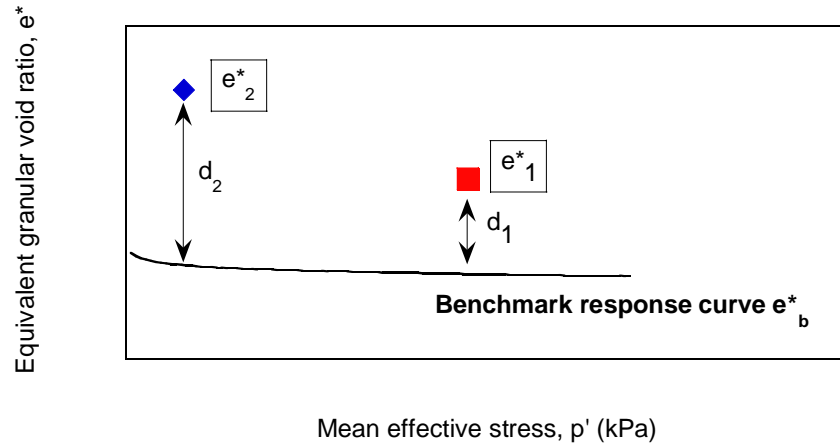 Equivalent granular void ratio, e*
e*2
e*1
d2
d1
Benchmark response curve e*b
Mean effective stress, p' (kPa)